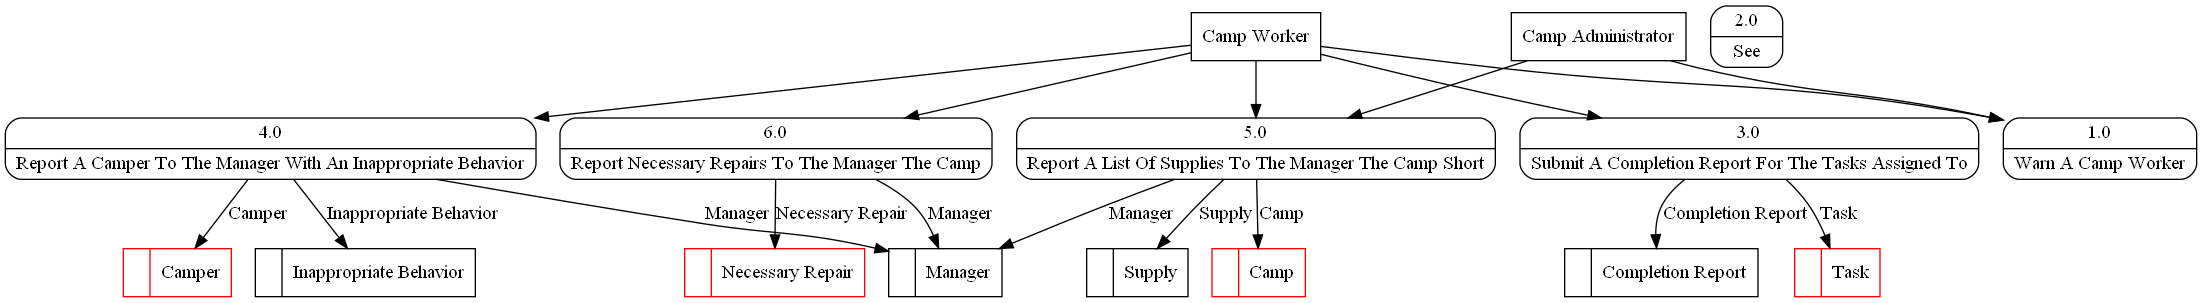 Camp Worker
Camp Administrator
2.0
See
4.0
Report A Camper To The Manager With An Inappropriate Behavior
6.0
Report Necessary Repairs To The Manager The Camp
5.0
Report A List Of Supplies To The Manager The Camp Short
3.0
Submit A Completion Report For The Tasks Assigned To
1.0
Warn A Camp Worker
Camper
Inappropriate Behavior
Manager
Necessary Repair
Manager
Manager
Supply
Camp
Completion Report
Task
Camper
Inappropriate Behavior
Necessary Repair
Manager
Supply
Camp
Completion Report
Task